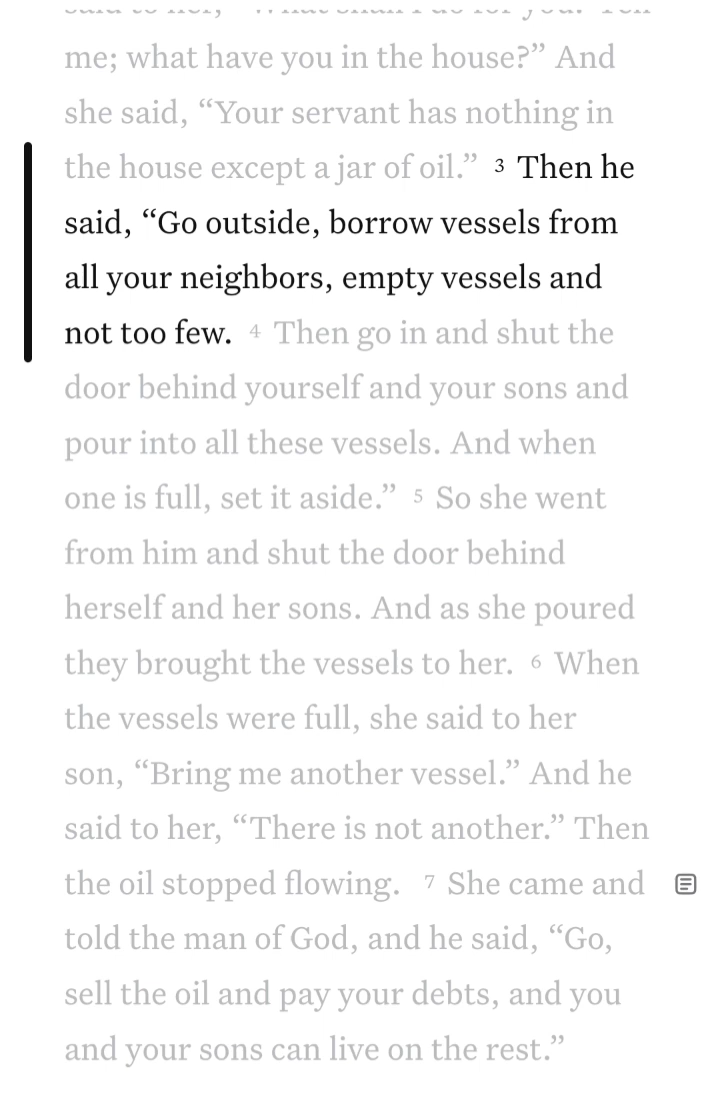 me; what have you in the house?” And
she said, “Your servant has nothing in
the house except a jar of oil.” 3 Then he
said, “Go outside, borrow vessels from
all your neighbors, empty vessels and
not too few. 4 Then go in and shut the
door behind yourself and your sons and
pour into all these vessels. And when
one is full, set it aside.” 5 So she went
from him and shut the door behind
herself and her sons. And as she poured
they brought the vessels to her. 6 When
the vessels were full, she said to her
son, “Bring me another vessel.” And he
said to her, “There is not another.” Then
the oil stopped flowing. 7 She came and
told the man of God, and he said, “Go,
sell the oil and pay your debts, and you
and your sons can live on the rest.”